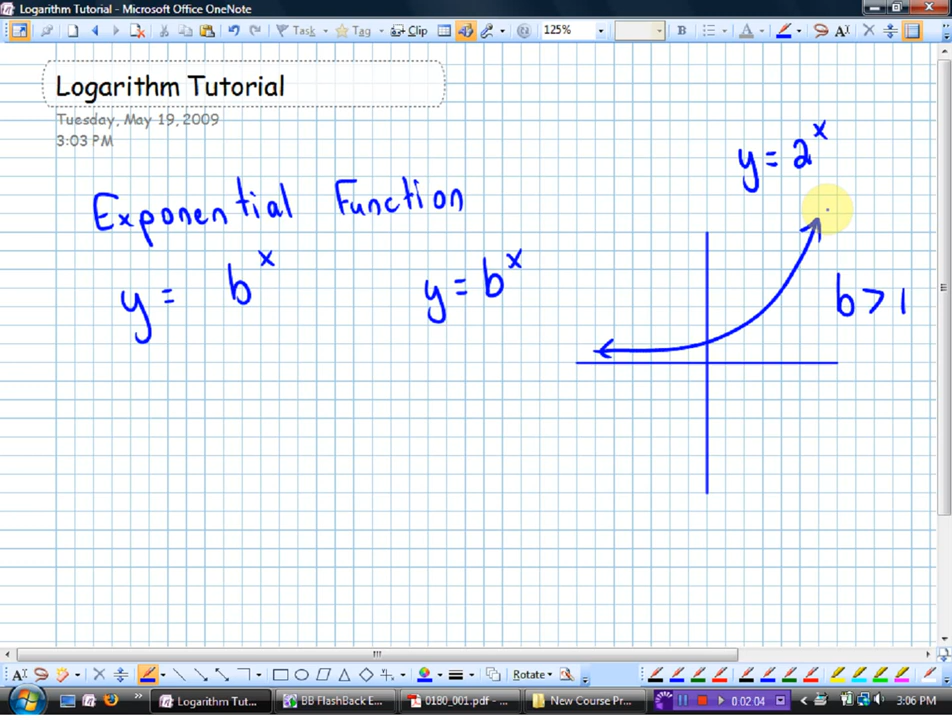 Logarithm Tutorial - Microsoft Office OneNote
Task Tag Clip 125% B A
Logarithm Tutorial
Tuesday, May 19, 2009
3:03 PM
y = 2^x
Exponential Function
y = b^x
y = b^x
b > 1
Rotate
Logarithm Tutorial ...
BB FlashBack E...
0180_001.pdf - ...
New Course Pr...
0:02:04
3:06 PM